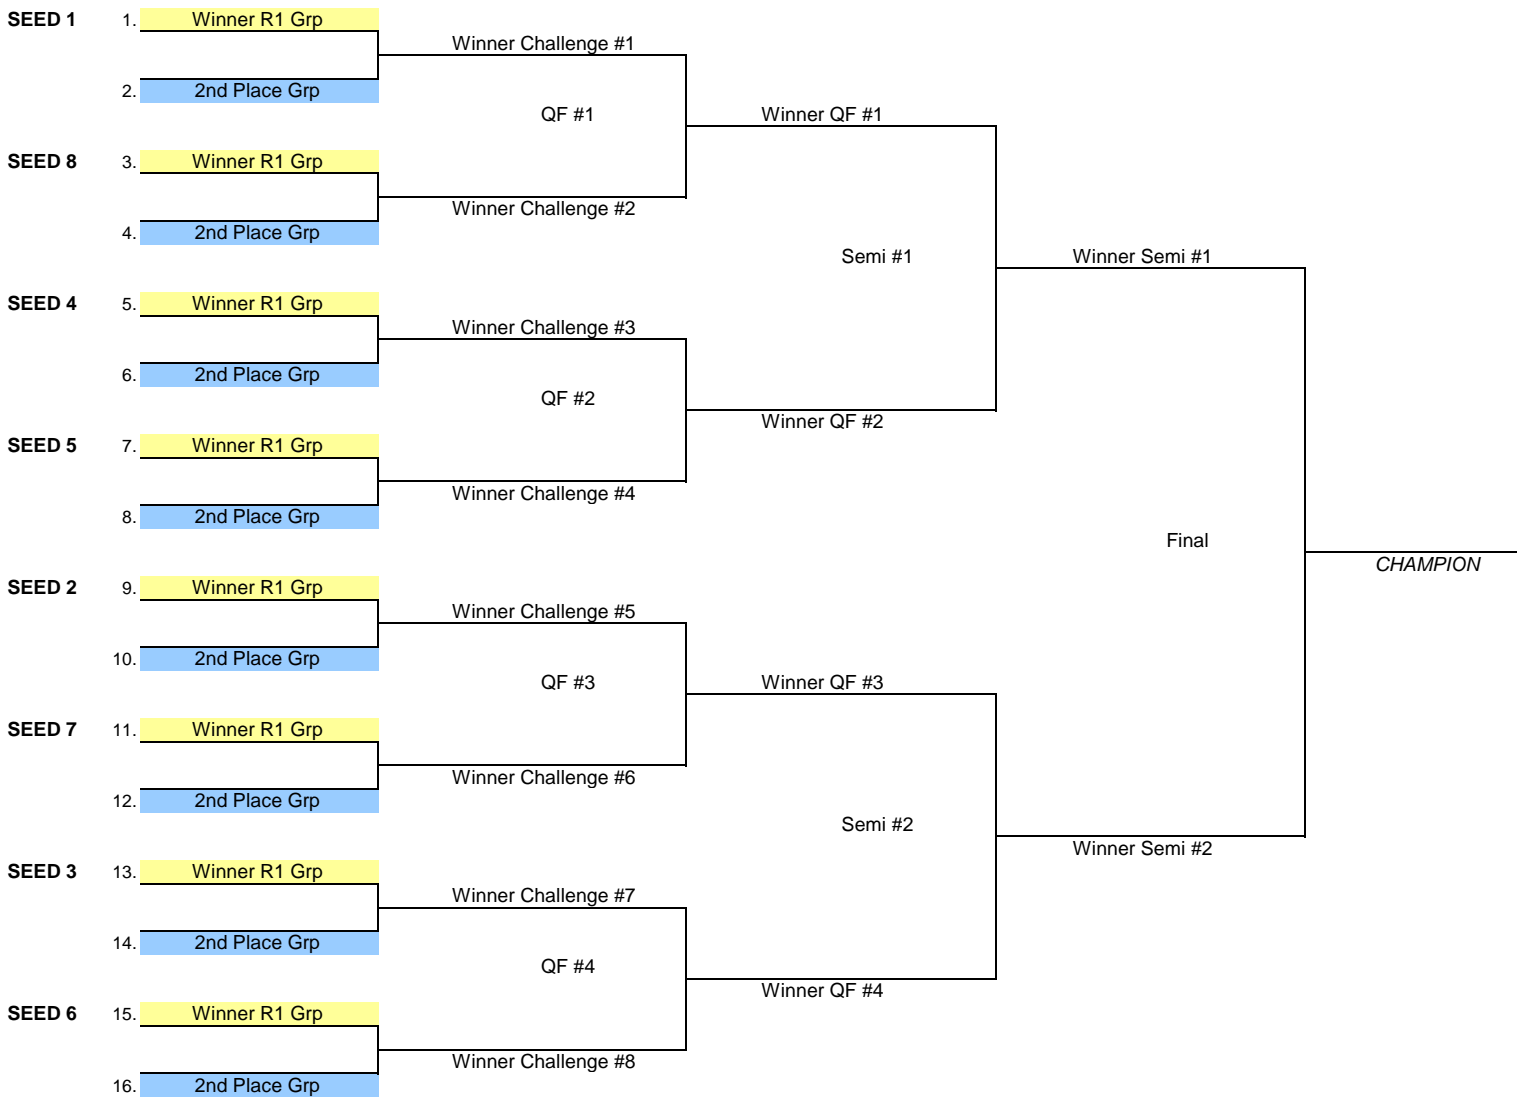 SEED 1 1. Winner R1 Grp
Winner Challenge #1
2. 2nd Place Grp
QF #1 Winner QF #1
SEED 8 3. Winner R1 Grp
Winner Challenge #2
4. 2nd Place Grp
Semi #1 Winner Semi #1
SEED 4 5. Winner R1 Grp
Winner Challenge #3
6. 2nd Place Grp
QF #2
Winner QF #2
SEED 5 7. Winner R1 Grp
Winner Challenge #4
8. 2nd Place Grp
Final
CHAMPION
SEED 2 9. Winner R1 Grp
Winner Challenge #5
10. 2nd Place Grp
QF #3 Winner QF #3
SEED 7 11. Winner R1 Grp
Winner Challenge #6
12. 2nd Place Grp
Semi #2
Winner Semi #2
SEED 3 13. Winner R1 Grp
Winner Challenge #7
14. 2nd Place Grp
QF #4
Winner QF #4
SEED 6 15. Winner R1 Grp
Winner Challenge #8
16. 2nd Place Grp